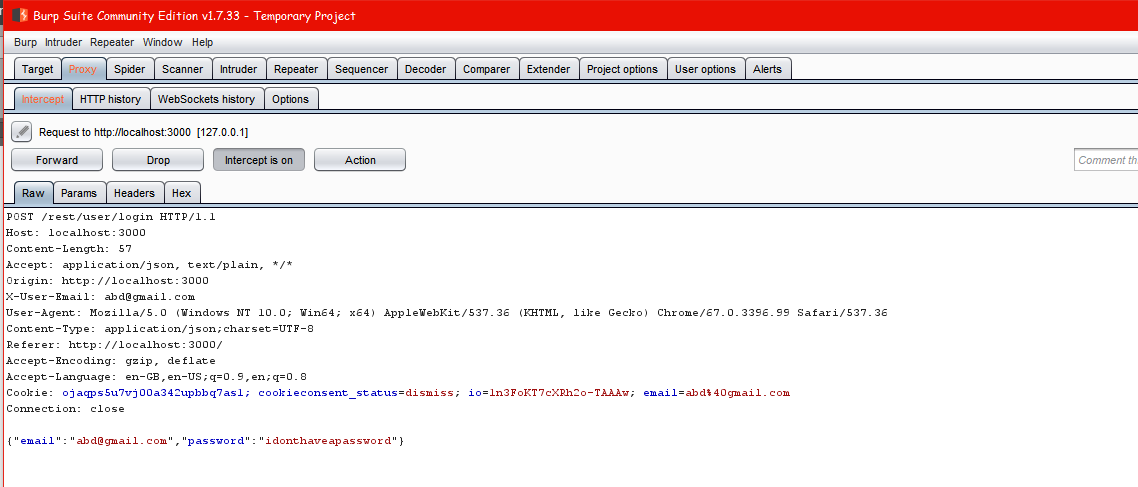 Burp Suite Community Edition v1.7.33 - Temporary Project
Burp Intruder Repeater Window Help
Target Proxy Spider Scanner Intruder Repeater Sequencer Decoder Comparer Extender Project options User options Alerts
Intercept HTTP history WebSockets history Options
Request to http://localhost:3000 [127.0.0.1]
Forward Drop Intercept is on Action Comment th
Raw Params Headers Hex
POST /rest/user/login HTTP/1.1
Host: localhost:3000
Content-Length: 57
Accept: application/json, text/plain, */*
Origin: http://localhost:3000
X-User-Email: abd@gmail.com
User-Agent: Mozilla/5.0 (Windows NT 10.0; Win64; x64) AppleWebKit/537.36 (KHTML, like Gecko) Chrome/67.0.3396.99 Safari/537.36
Content-Type: application/json;charset=UTF-8
Referer: http://localhost:3000/
Accept-Encoding: gzip, deflate
Accept-Language: en-GB,en-US;q=0.9,en;q=0.8
Cookie: ojaqps5u7vj00a342upbbq7as1; cookieconsent_status=dismiss; io=ln3FoKT7cXRh2o-TAAAw; email=abd%40gmail.com
Connection: close
{"email":"abd@gmail.com","password":"idonthaveapassword"}